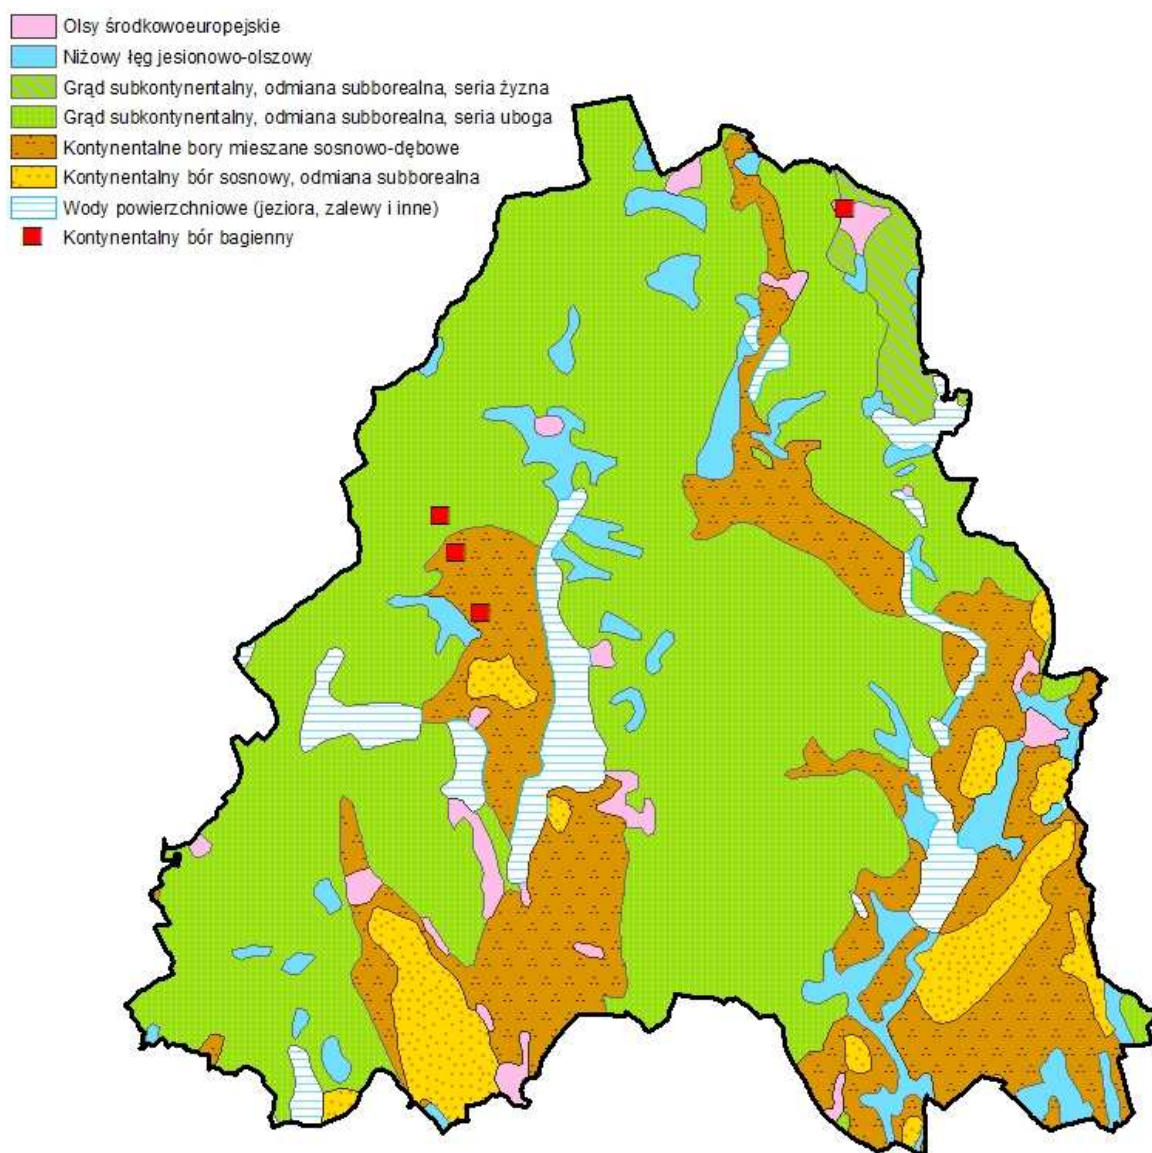 Olsy środkowoeuropejskie
Niżowy łęg jesionowo-olszowy
Grąd subkontynentalny, odmiana subborealna, seria żyzna
Grąd subkontynentalny, odmiana subborealna, seria uboga
Kontynentalne bory mieszane sosnowo-dębowe
Kontynentalny bór sosnowy, odmiana subborealna
Wody powierzchniowe (jeziora, zalewy i inne)
Kontynentalny bór bagienny